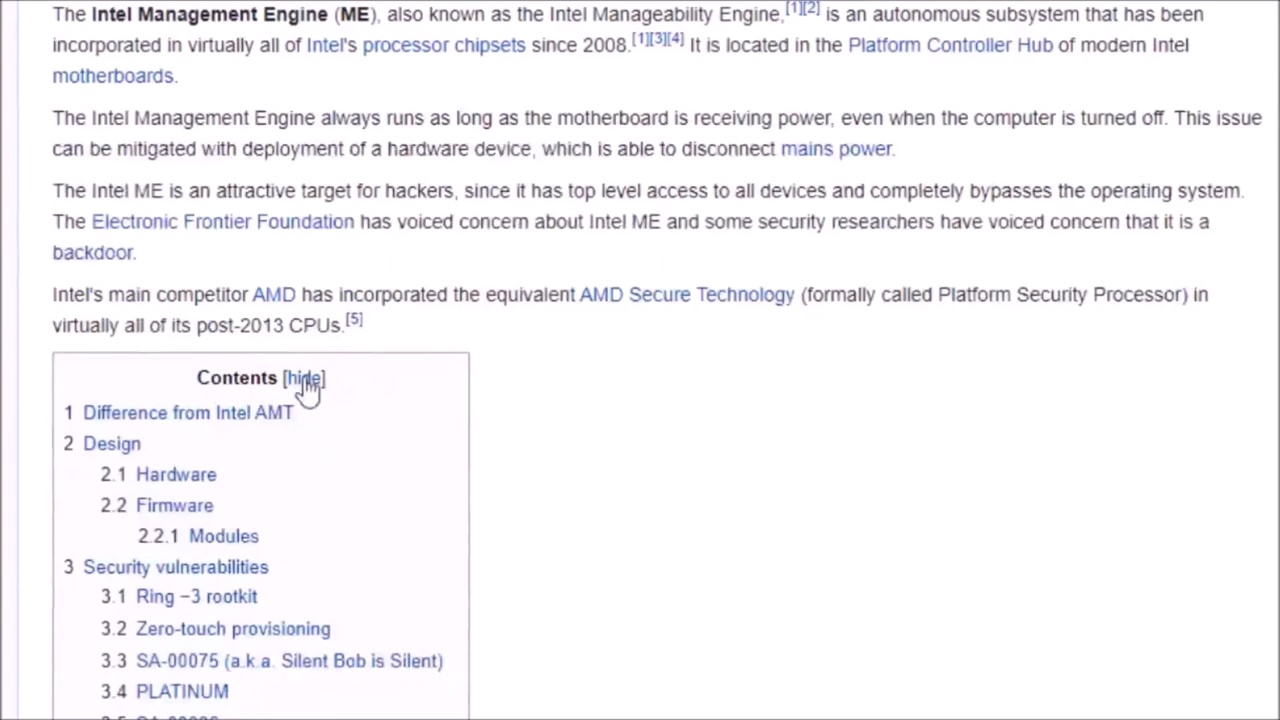 The Intel Management Engine (ME), also known as the Intel Manageability Engine,[1][2] is an autonomous subsystem that has been
incorporated in virtually all of Intel's processor chipsets since 2008.[1][3][4] It is located in the Platform Controller Hub of modern Intel
motherboards.
The Intel Management Engine always runs as long as the motherboard is receiving power, even when the computer is turned off. This issue
can be mitigated with deployment of a hardware device, which is able to disconnect mains power.
The Intel ME is an attractive target for hackers, since it has top level access to all devices and completely bypasses the operating system.
The Electronic Frontier Foundation has voiced concern about Intel ME and some security researchers have voiced concern that it is a
backdoor.
Intel's main competitor AMD has incorporated the equivalent AMD Secure Technology (formally called Platform Security Processor) in
virtually all of its post-2013 CPUs.[5]
Contents [hide]
1 Difference from Intel AMT
2 Design
2.1 Hardware
2.2 Firmware
2.2.1 Modules
3 Security vulnerabilities
3.1 Ring −3 rootkit
3.2 Zero-touch provisioning
3.3 SA-00075 (a.k.a. Silent Bob is Silent)
3.4 PLATINUM